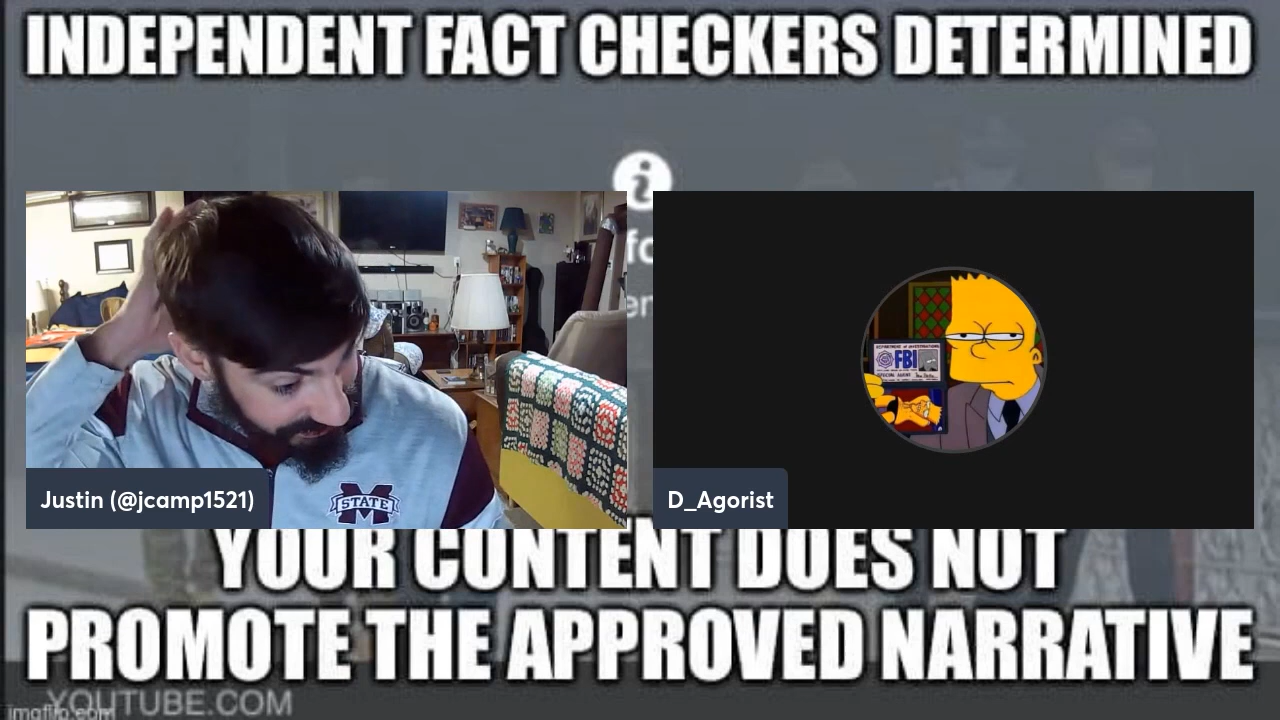 INDEPENDENT FACT CHECKERS DETERMINED
i
STATE
FBI
Justin (@jcamp1521)
D_Agorist
YOUR CONTENT DOES NOT
PROMOTE THE APPROVED NARRATIVE
YOUTUBE.COM
imgflip.com